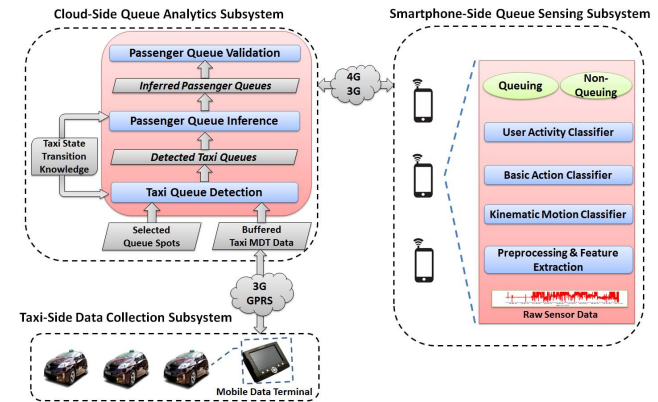 Cloud-Side Queue Analytics Subsystem
Passenger Queue Validation
Inferred Passenger Queues
Passenger Queue Inference
Taxi State
Transition
Knowledge
Detected Taxi Queues
Taxi Queue Detection
Selected
Queue Spots
Buffered
Taxi MDT Data
4G
3G
3G
GPRS
Taxi-Side Data Collection Subsystem
Mobile Data Terminal
Smartphone-Side Queue Sensing Subsystem
Queuing
Non-
Queuing
User Activity Classifier
Basic Action Classifier
Kinematic Motion Classifier
Preprocessing & Feature
Extraction
Raw Sensor Data